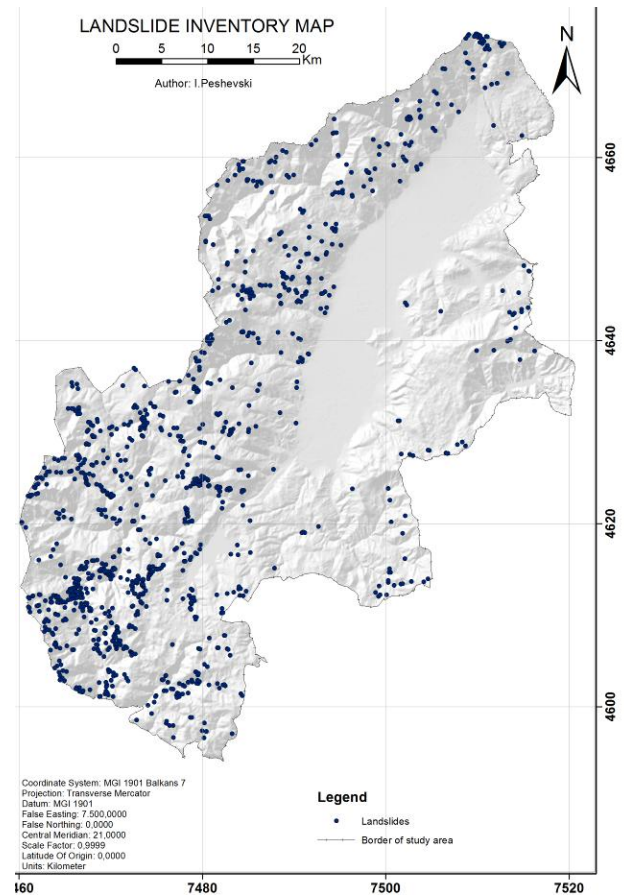 LANDSLIDE INVENTORY MAP
0 5 10 15 20
Km
Author: I.Peshevski
N
4660
4640
4620
4600
Coordinate System: MGI 1901 Balkans 7
Projection: Transverse Mercator
Datum: MGI 1901
False Easting: 7.500,0000
False Northing: 0,0000
Central Meridian: 21,0000
Scale Factor: 0,9999
Latitude Of Origin: 0,0000
Units: Kilometer
Legend
Landslides
Border of study area
460 7480 7500 7520